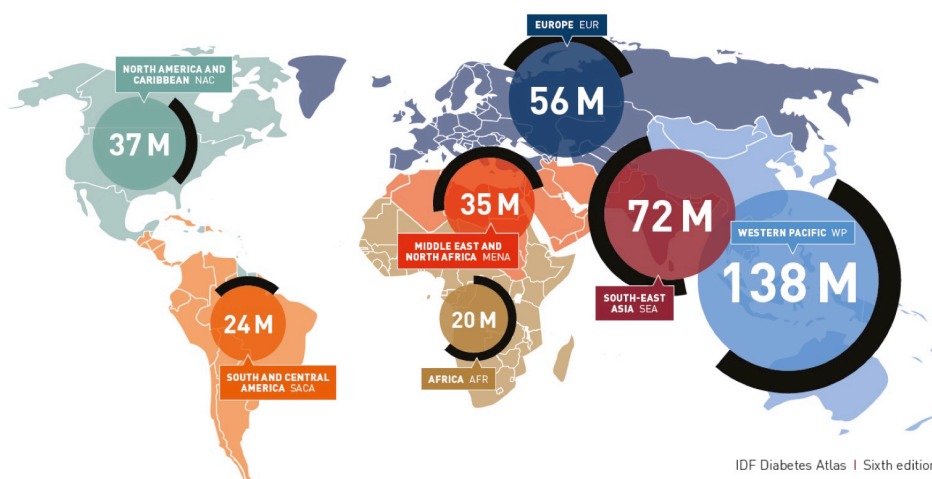 EUROPE EUR
56 M
NORTH AMERICA AND
CARIBBEAN NAC
37 M
35 M
MIDDLE EAST AND
NORTH AFRICA MENA
72 M
SOUTH-EAST
ASIA SEA
WESTERN PACIFIC WP
138 M
24 M
SOUTH AND CENTRAL
AMERICA SACA
20 M
AFRICA AFR
IDF Diabetes Atlas | Sixth edition